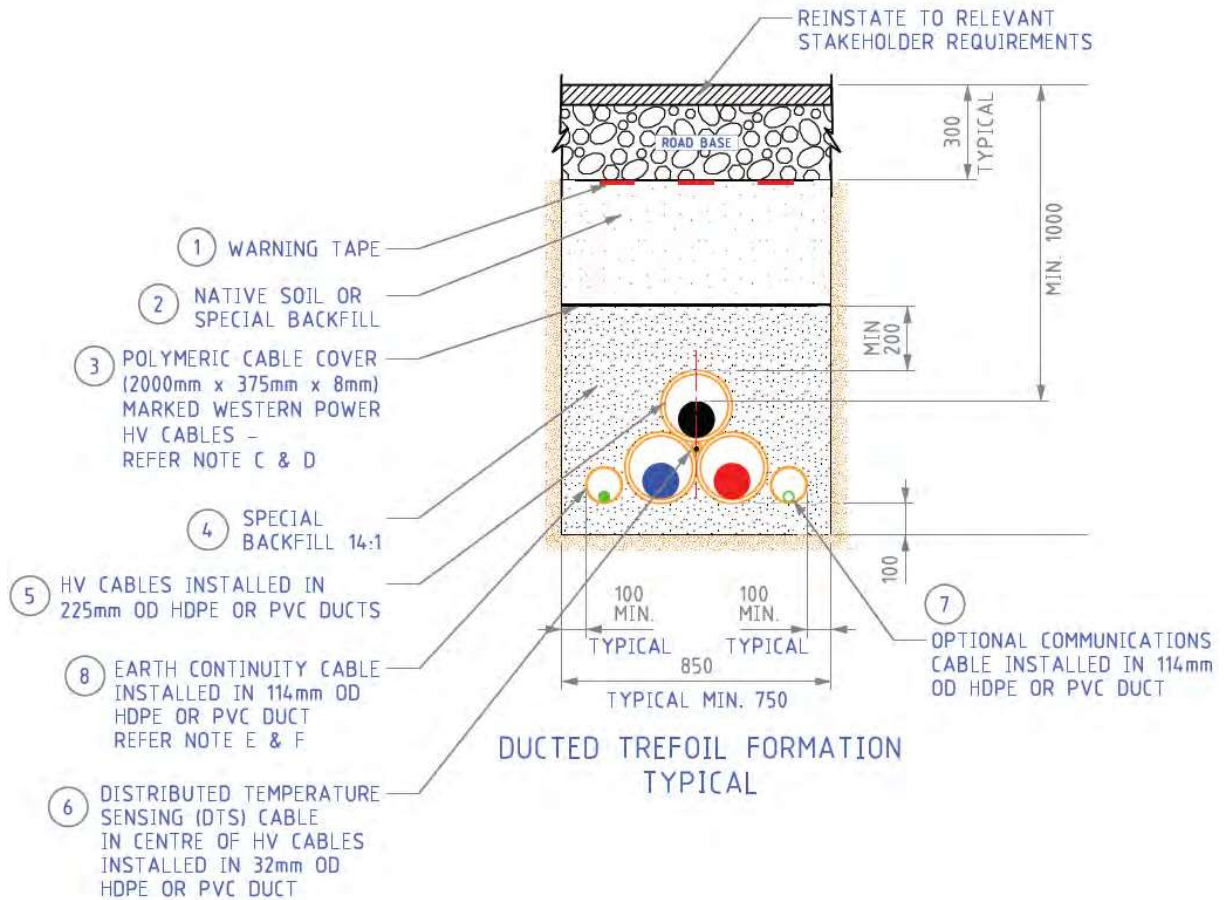 REINSTATE TO RELEVANT
STAKEHOLDER REQUIREMENTS
ROAD BASE
300
TYPICAL
MIN. 1000
1 WARNING TAPE
2 NATIVE SOIL OR
SPECIAL BACKFILL
3 POLYMERIC CABLE COVER
(2000mm x 375mm x 8mm)
MARKED WESTERN POWER
HV CABLES –
REFER NOTE C & D
MIN
200
4 SPECIAL
BACKFILL 14:1
5 HV CABLES INSTALLED IN
225mm OD HDPE OR PVC DUCTS
100
8 EARTH CONTINUITY CABLE
INSTALLED IN 114mm OD
HDPE OR PVC DUCT
REFER NOTE E & F
100
MIN.
TYPICAL
100
MIN.
TYPICAL
850
TYPICAL MIN. 750
7
OPTIONAL COMMUNICATIONS
CABLE INSTALLED IN 114mm
OD HDPE OR PVC DUCT
DUCTED TREFOIL FORMATION
TYPICAL
6 DISTRIBUTED TEMPERATURE
SENSING (DTS) CABLE
IN CENTRE OF HV CABLES
INSTALLED IN 32mm OD
HDPE OR PVC DUCT